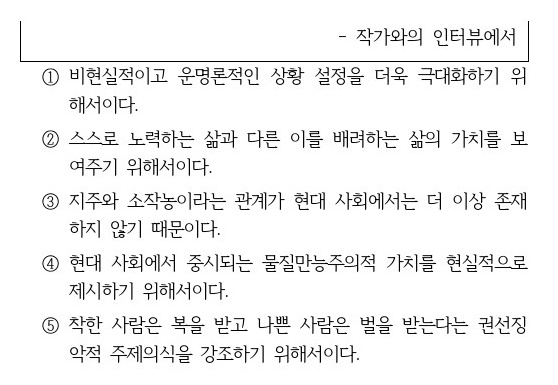 - 작가와의 인터뷰에서
① 비현실적이고 운명론적인 상황 설정을 더욱 극대화하기 위
해서이다.
② 스스로 노력하는 삶과 다른 이를 배려하는 삶의 가치를 보
여주기 위해서이다.
③ 지주와 소작농이라는 관계가 현대 사회에서는 더 이상 존재
하지 않기 때문이다.
④ 현대 사회에서 중시되는 물질만능주의적 가치를 현실적으로
제시하기 위해서이다.
⑤ 착한 사람은 복을 받고 나쁜 사람은 벌을 받는다는 권선징
악적 주제의식을 강조하기 위해서이다.